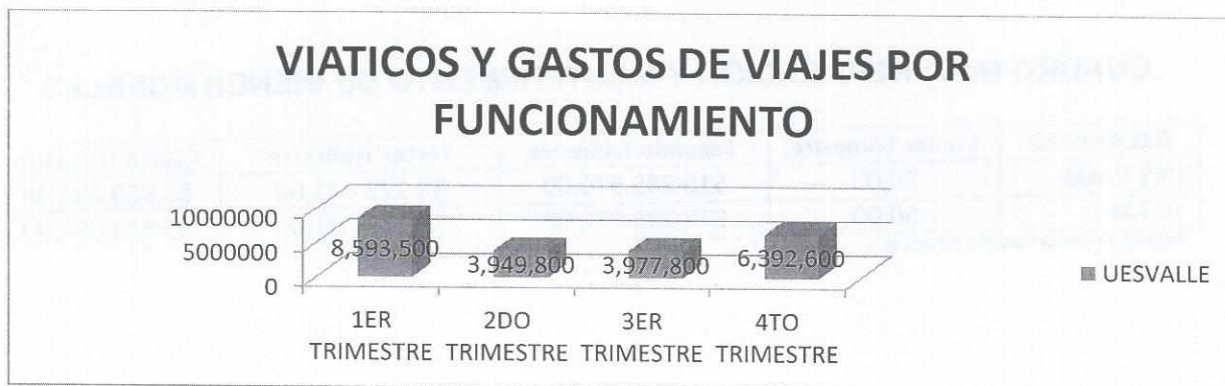 VIATICOS Y GASTOS DE VIAJES POR
FUNCIONAMIENTO
10000000
5000000
0
8,593,500
3,949,800
3,977,800
6,392,600
1ER
TRIMESTRE
2DO
TRIMESTRE
3ER
TRIMESTRE
4TO
TRIMESTRE
UESVALLE